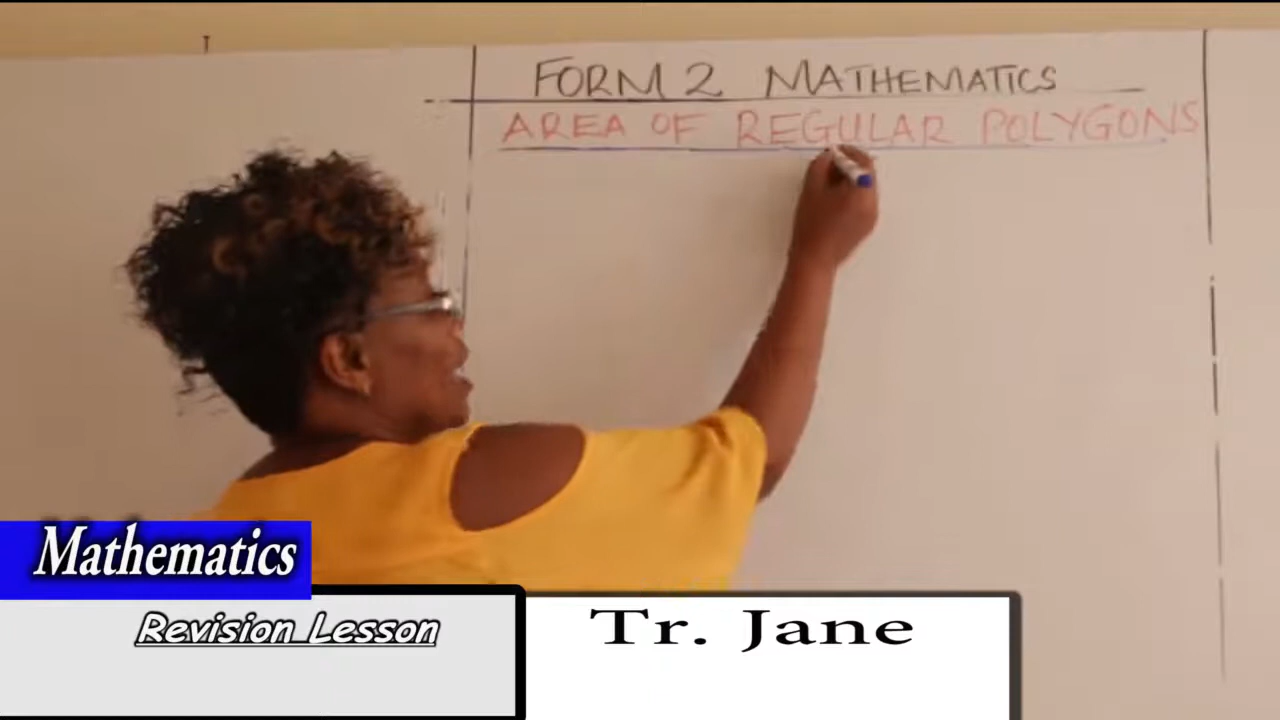 FORM 2 MATHEMATICS
AREA OF REGULAR POLYGONS
Mathematics
Revision Lesson
Tr. Jane